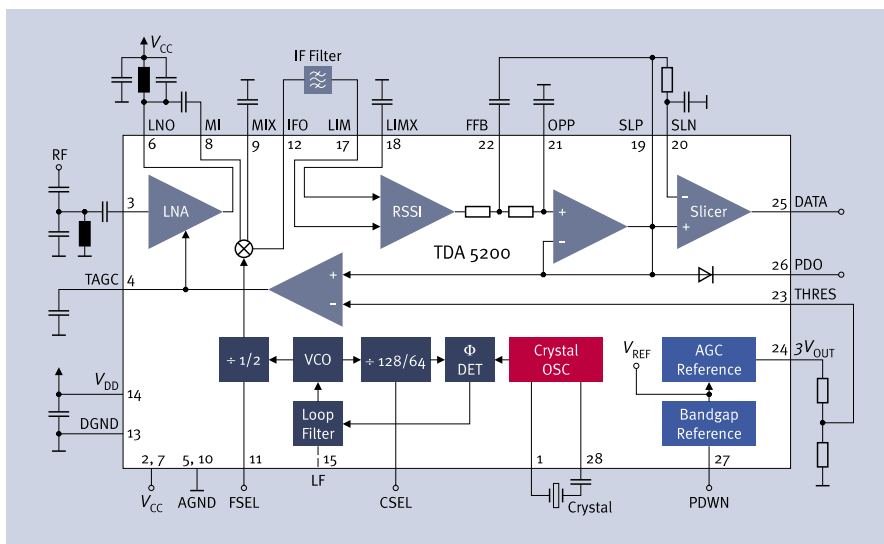 VCC
IF Filter
LNO MI MIX IFO LIM LIMX FFB OPP SLP SLN
6 8 9 12 17 18 22 21 19 20
RF
3
LNA
RSSI
+
-
-
+
Slicer
25 DATA
TDA 5200
26 PDO
TAGC
4
+
-
23 THRES
÷ 1/2
VCO
÷ 128/64
Φ
DET
Crystal
OSC
VREF
AGC
Reference
24 3VOUT
VDD
14
Loop
Filter
Bandgap
Reference
DGND
13
2, 7 5, 10 11 15 1 28 27
LF
VCC AGND FSEL CSEL Crystal PDWN